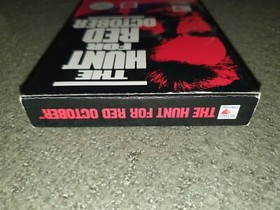 THE
HUNT
FOR
RED
OCTOBER
THE HUNT FOR RED OCTOBER